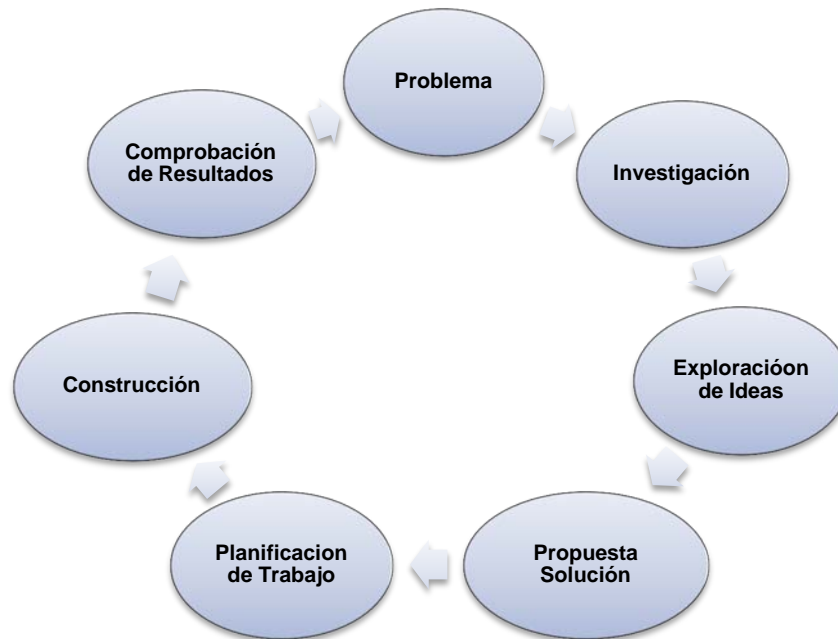 Problema
Investigación
Exploracióon
de Ideas
Propuesta
Solución
Planificacion
de Trabajo
Construcción
Comprobación
de Resultados